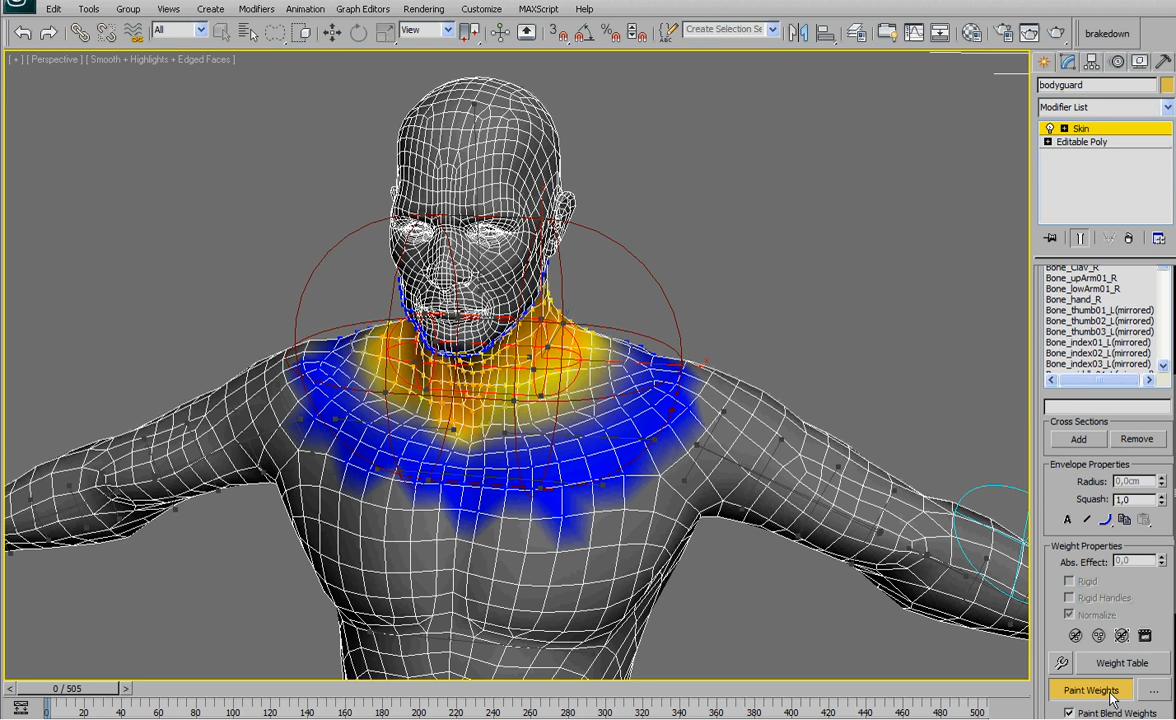 Edit Tools Group Views Create Modifiers Animation Graph Editors Rendering Customize MAXScript Help
All View 3 Create Selection Se brakedown
[ + ] [ Perspective ] [ Smooth + Highlights + Edged Faces ]
bodyguard
Modifier List
Skin
Editable Poly
Bone_Clav_R
Bone_upArm01_R
Bone_lowArm01_R
Bone_hand_R
Bone_thumb01_L(mirrored)
Bone_thumb02_L(mirrored)
Bone_thumb03_L(mirrored)
Bone_index01_L(mirrored)
Bone_index02_L(mirrored)
Bone_index03_L(mirrored)
Cross Sections
Add Remove
Envelope Properties
Radius: 0,0cm
Squash: 1,0
A
Weight Properties
Abs. Effect: 0,0
Rigid
Rigid Handles
Normalize
Weight Table
Paint Weights ...
Paint Blend Weights
< 0 / 505 >
0 20 40 60 80 100 120 140 160 180 200 220 240 260 280 300 320 340 360 380 400 420 440 460 480 500